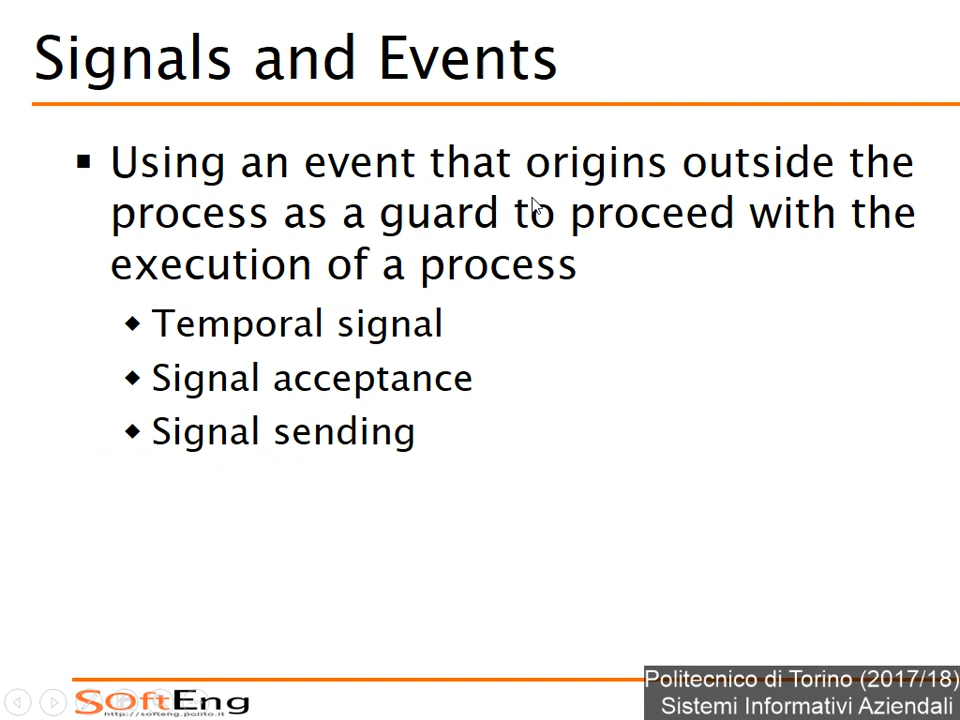 Signals and Events
Using an event that origins outside the
process as a guard to proceed with the
execution of a process
Temporal signal
Signal acceptance
Signal sending
SoftEng
http://softeng.polito.it
Politecnico di Torino (2017/18)
Sistemi Informativi Aziendali